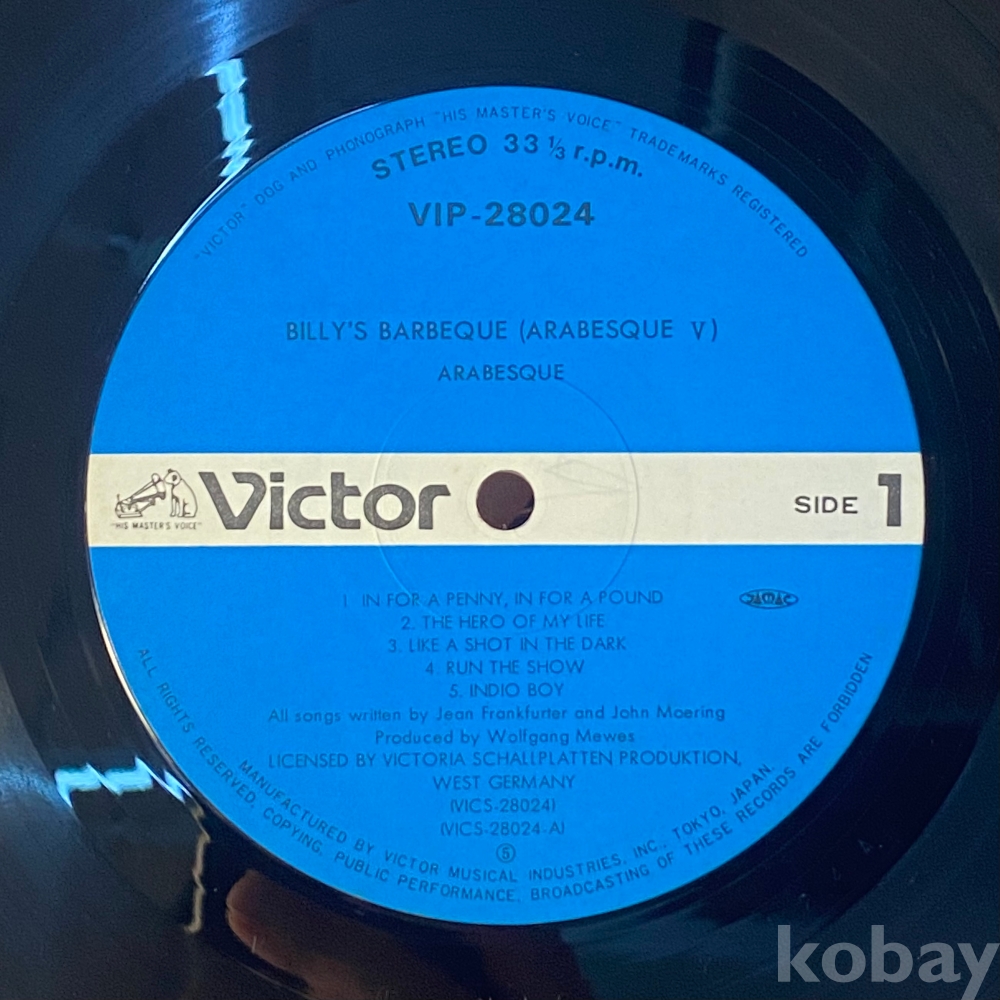 "VICTOR" DOG AND PHONOGRAPH "HIS MASTER'S VOICE" TRADEMARKS REGISTERED
STEREO 33 ⅓ r.p.m.
VIP-28024
BILLY'S BARBEQUE (ARABESQUE V)
ARABESQUE
"HIS MASTER'S VOICE"
Victor
SIDE 1
1 IN FOR A PENNY, IN FOR A POUND
JASRAC
2. THE HERO OF MY LIFE
3. LIKE A SHOT IN THE DARK
4. RUN THE SHOW
5. INDIO BOY
All songs written by Jean Frankfurter and John Moering
Produced by Wolfgang Mewes
LICENSED BY VICTORIA SCHALLPLATTEN PRODUKTION,
WEST GERMANY
(VICS-28024)
(VICS-28024-A)
⑤
MANUFACTURED BY VICTOR MUSICAL INDUSTRIES, INC., TOKYO, JAPAN.
ALL RIGHTS RESERVED. COPYING, PUBLIC PERFORMANCE, BROADCASTING OF THESE RECORDS ARE FORBIDDEN
kobay